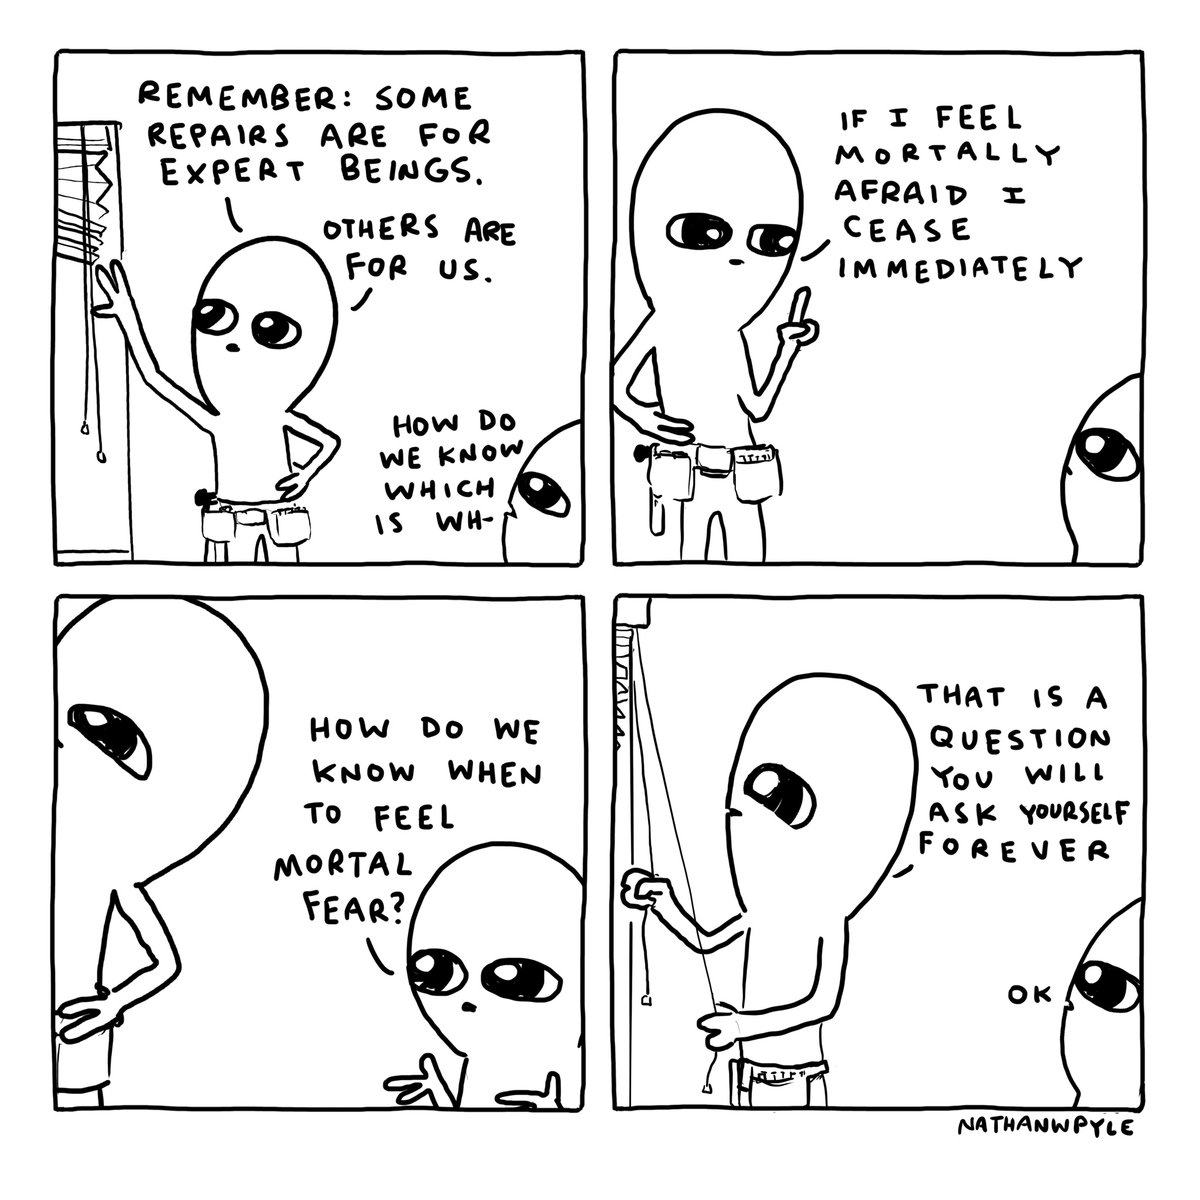 REMEMBER: SOME
REPAIRS ARE FOR
EXPERT BEINGS.
OTHERS ARE
FOR US.
HOW DO
WE KNOW
WHICH
IS WH-
IF I FEEL
MORTALLY
AFRAID I
CEASE
IMMEDIATELY
HOW DO WE
KNOW WHEN
TO FEEL
MORTAL
FEAR?
THAT IS A
QUESTION
YOU WILL
ASK YOURSELF
FOREVER
OK
NATHANWPYLE